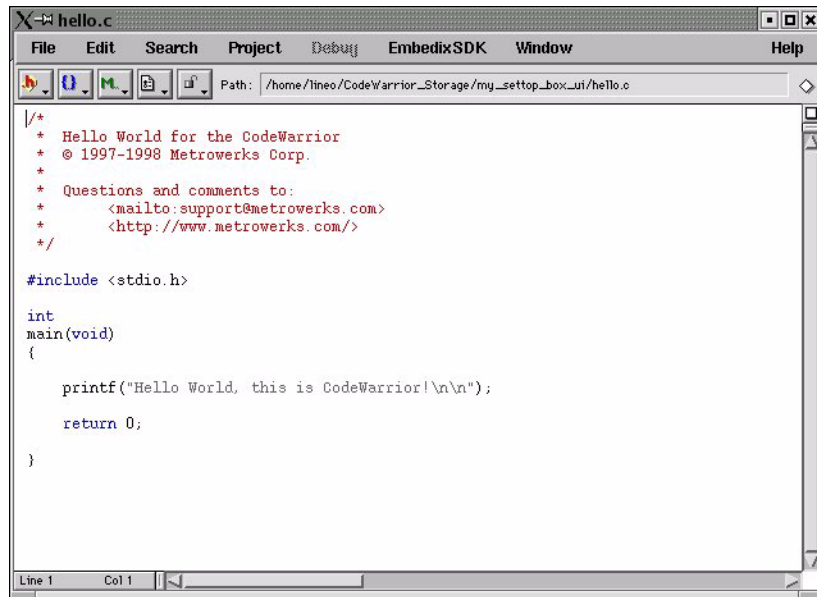 hello.c
File Edit Search Project Debug EmbedixSDK Window Help
h {} M Path: /home/lineo/CodeWarrior_Storage/my_settop_box_ui/hello.c
/*
 *  Hello World for the CodeWarrior
 *  © 1997-1998 Metrowerks Corp.
 *
 *  Questions and comments to:
 *       <mailto:support@metrowerks.com>
 *       <http://www.metrowerks.com/>
 */
#include <stdio.h>
int
main(void)
{
    printf("Hello World, this is CodeWarrior!\n\n");
    return 0;
}
Line 1 Col 1